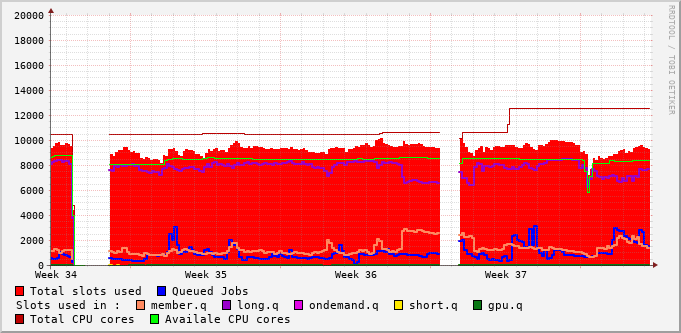 20000
18000
16000
14000
12000
10000
8000
6000
4000
2000
0
Week 34 Week 35 Week 36 Week 37
RRDTOOL / TOBI OETIKER
Total slots used Queued Jobs
Slots used in : member.q long.q ondemand.q short.q gpu.q
Total CPU cores Availale CPU cores